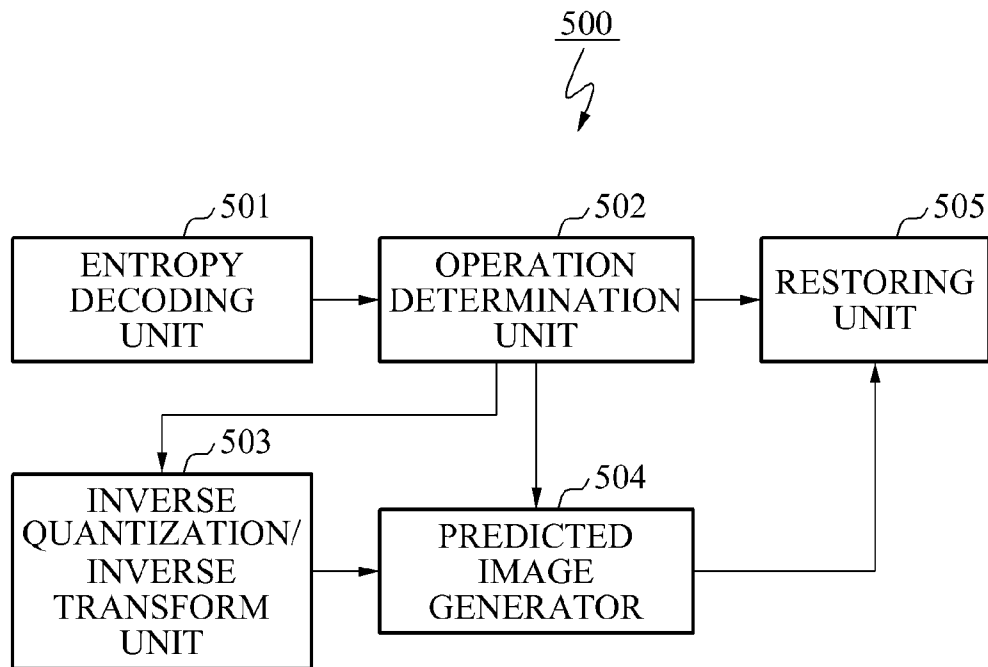 500
501
502
505
ENTROPY
DECODING
UNIT
OPERATION
DETERMINATION
UNIT
RESTORING
UNIT
503
504
INVERSE
QUANTIZATION/
INVERSE
TRANSFORM
UNIT
PREDICTED
IMAGE
GENERATOR